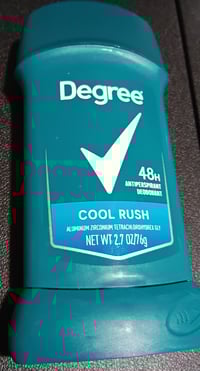 Degree
48H
ANTIPERSPIRANT
DEODORANT
COOL RUSH
ALUMINUM ZIRCONIUM TETRACHLOROHYDREX GLY
NET WT 2.7 OZ/76g